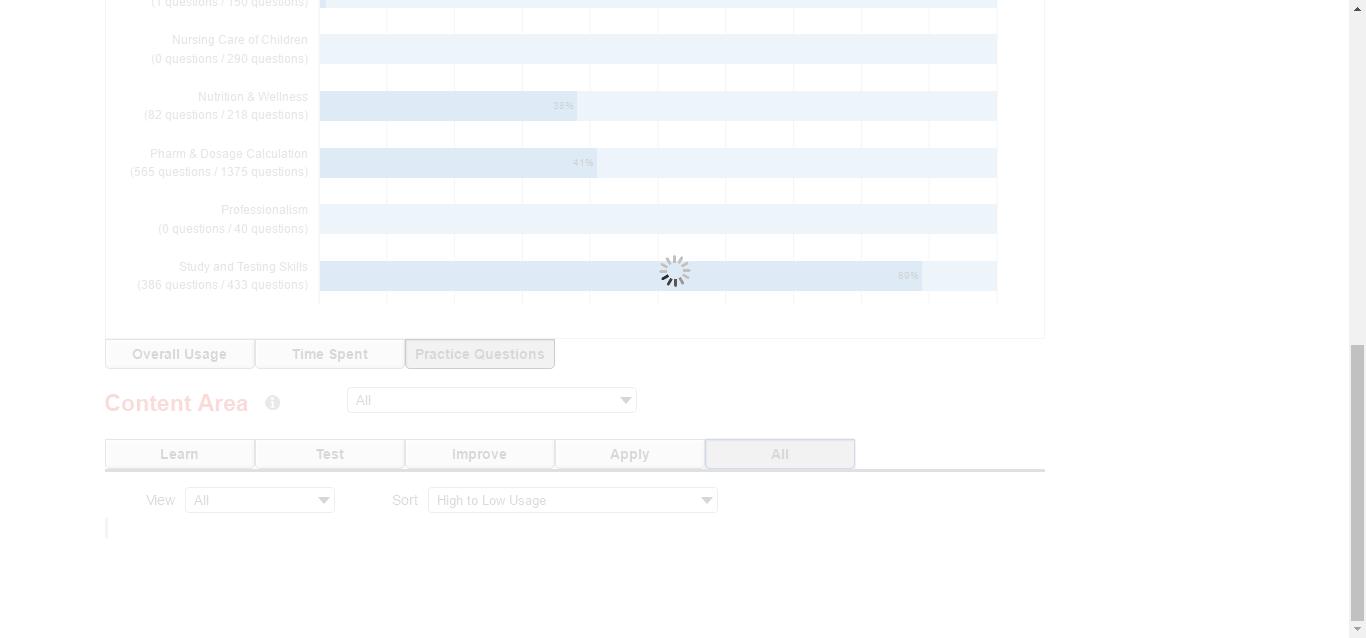 (1 questions / 150 questions)
Nursing Care of Children
(0 questions / 290 questions)
Nutrition & Wellness
(82 questions / 218 questions)
38%
Pharm & Dosage Calculation
(565 questions / 1375 questions)
41%
Professionalism
(0 questions / 40 questions)
Study and Testing Skills
(386 questions / 433 questions)
89%
Overall Usage Time Spent Practice Questions
Content Area All
Learn Test Improve Apply All
View All Sort High to Low Usage